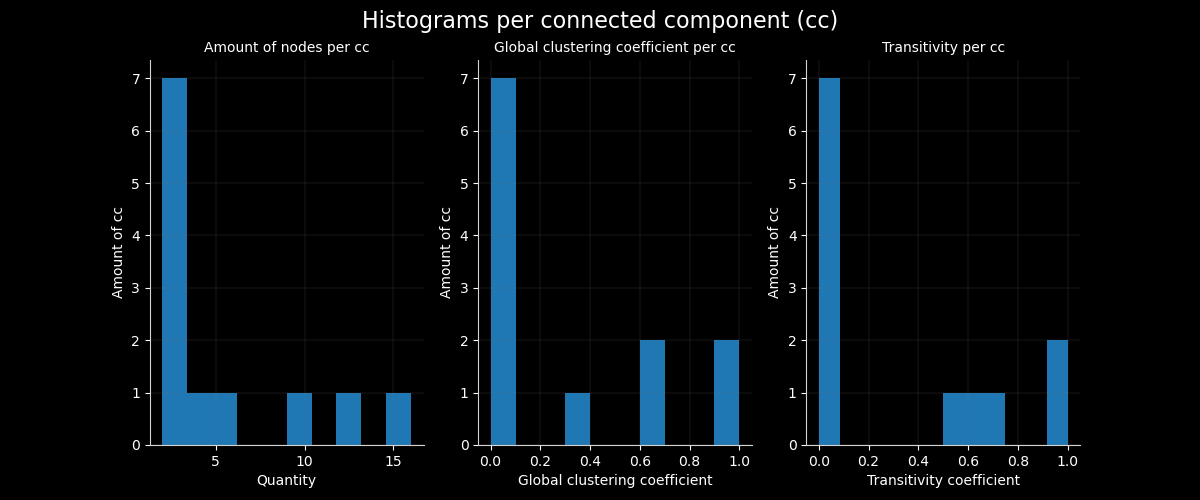 Histograms per connected component (cc)
Amount of nodes per cc
7
6
5
4
3
2
1
0
Amount of cc
5 10 15
Quantity
Global clustering coefficient per cc
7
6
5
4
3
2
1
0
Amount of cc
0.0 0.2 0.4 0.6 0.8 1.0
Global clustering coefficient
Transitivity per cc
7
6
5
4
3
2
1
0
Amount of cc
0.0 0.2 0.4 0.6 0.8 1.0
Transitivity coefficient